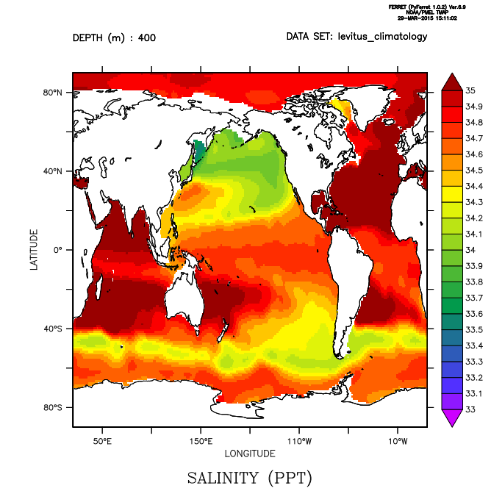 FERRET (PyFerret 1.0.2) Ver.6.9
NOAA/PMEL TMAP
29-MAR-2015 15:11:02
DEPTH (m) : 400
DATA SET: levitus_climatology
80°N
40°N
0°
40°S
80°S
LATITUDE
50°E
150°E
110°W
10°W
LONGITUDE
SALINITY (PPT)
35
34.9
34.8
34.7
34.6
34.5
34.4
34.3
34.2
34.1
34
33.9
33.8
33.7
33.6
33.5
33.4
33.3
33.2
33.1
33